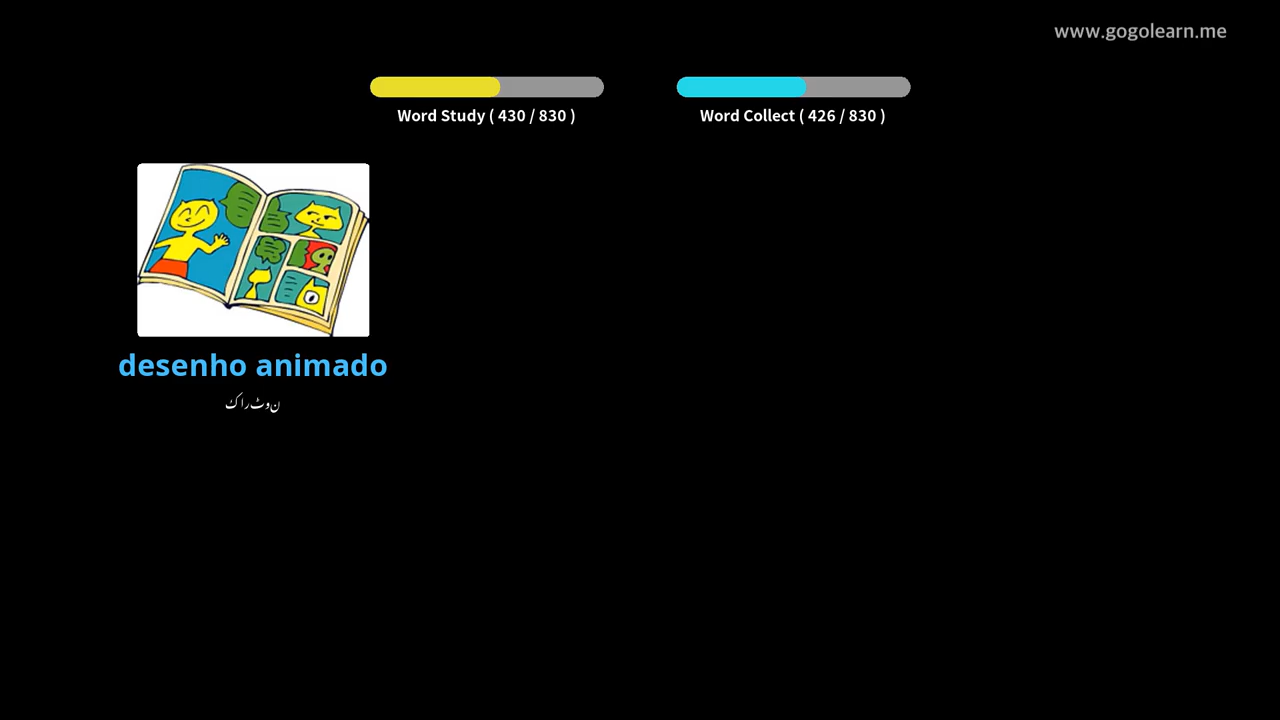 www.gogolearn.me
Word Study ( 430 / 830 )
Word Collect ( 426 / 830 )
desenho animado
کارٹون